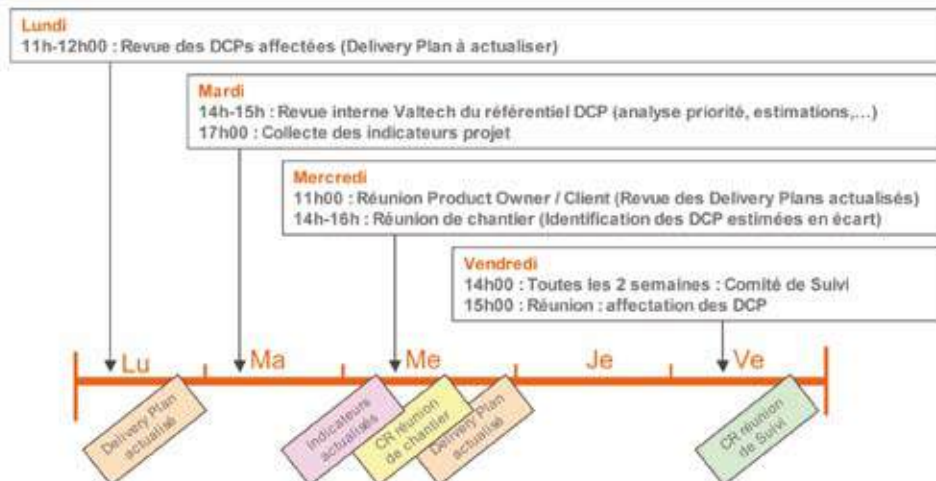 Lundi
11h-12h00 : Revue des DCPs affectées (Delivery Plan à actualiser)
Mardi
14h-15h : Revue interne Valtech du référentiel DCP (analyse priorité, estimations,...)
17h00 : Collecte des indicateurs projet
Mercredi
11h00 : Réunion Product Owner / Client (Revue des Delivery Plans actualisés)
14h-16h : Réunion de chantier (Identification des DCP estimées en écart)
Vendredi
14h00 : Toutes les 2 semaines : Comité de Suivi
15h00 : Réunion : affectation des DCP
Lu
Ma
Me
Je
Ve
Delivery Plan
actualisé
Indicateurs
actualisés
CR réunion
de chantier
Delivery Plan
actualisé
CR réunion
de Suivi